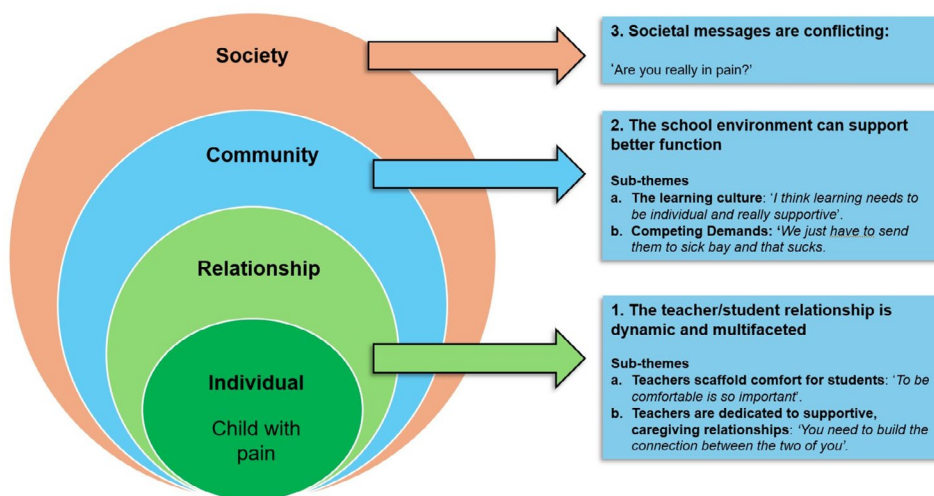 Society
Community
Relationship
Individual
Child with
pain
3. Societal messages are conflicting:
‘Are you really in pain?’
2. The school environment can support
better function
Sub-themes
a. The learning culture: ‘I think learning needs to
be individual and really supportive’.
b. Competing Demands: ‘We just have to send
them to sick bay and that sucks.
1. The teacher/student relationship is
dynamic and multifaceted
Sub-themes
a. Teachers scaffold comfort for students: ‘To be
comfortable is so important’.
b. Teachers are dedicated to supportive,
caregiving relationships: ‘You need to build the
connection between the two of you’.